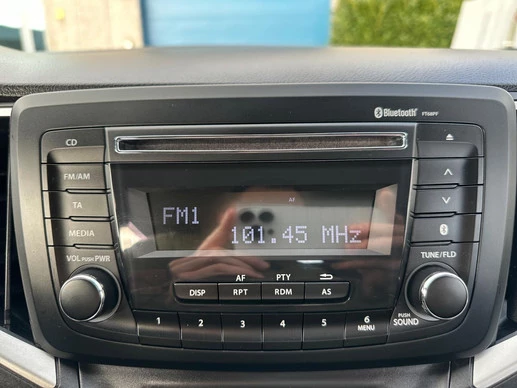 Bluetooth
CD
FM/AM
TA
MEDIA
VOL PUSH PWR
AF
FM1
101.45 MHz
TUNE/FLD
AF PTY
DISP RPT RDM AS
1 2 3 4 5 6
MENU
PUSH
SOUND